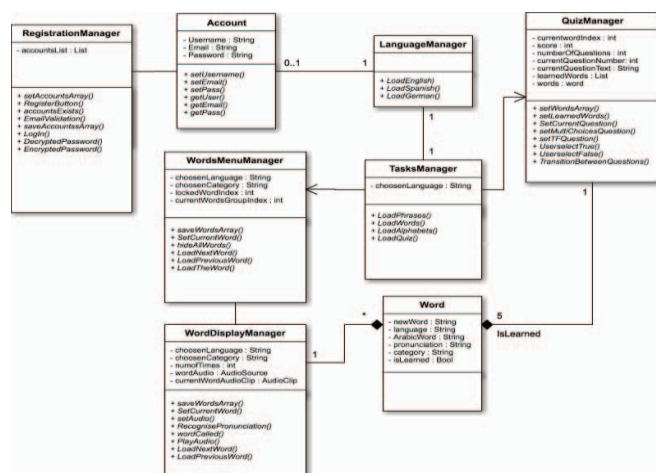 RegistrationManager
- accountsList : List
+ setAccountsArray()
+ RegisterButton()
+ accountsExists()
+ EmailValidation()
+ saveAccountssArray()
+ LogIn()
+ DecryptedPassword()
+ EncryptedPassword()
Account
- Username : String
- Email : String
- Password : String
+ setUsername()
+ setEmail()
+ setPass()
+ getUser()
+ getEmail()
+ getPass()
0..1
1
LanguageManager
+ LoadEnglish()
+ LoadSpanish()
+ LoadGerman()
1
1
QuizManager
- currentwordIndex : int
- score : int
- numberOfQuestions : int
- currentQuestionNumber: int
- currentQuestionText : String
- learnedWords : List
- words : word
+ setWordsArray()
+ setLearnedWords()
+ SetCurrentQuestion()
+ setMultiChoicesQuestion()
+ setTFQuestion()
+ UserselectTrue()
+ UserselectFalse()
+ TransitionBetweenQuestions()
1
WordsMenuManager
- choosenLanguage : String
- choosenCategory : String
- lockedWordIndex : int
- currentWordsGroupIndex : int
+ saveWordsArray()
+ SetCurrentWord()
+ hideAllWords()
+ LoadNextWord()
+ LoadPreviousWord()
+ LoadTheWord()
TasksManager
- choosenLanguage : String
+ LoadPhrases()
+ LoadWords()
+ LoadAlphabets()
+ LoadQuiz()
WordDisplayManager
- choosenLanguage : String
- choosenCategory : String
- numofTimes : int
- wordAudio : AudioSource
- currentWordAudioClip : AudioClip
+ saveWordsArray()
+ SetCurrentWord()
+ setAudio()
+ RecognisePronunciation()
+ wordCalled()
+ PlayAudio()
+ LoadNextWord()
+ LoadPreviousWord()
1
*
Word
- newWord : String
- language : String
- ArabicWord : String
- pronunciation : String
- category : String
- isLearned : Bool
5
IsLearned